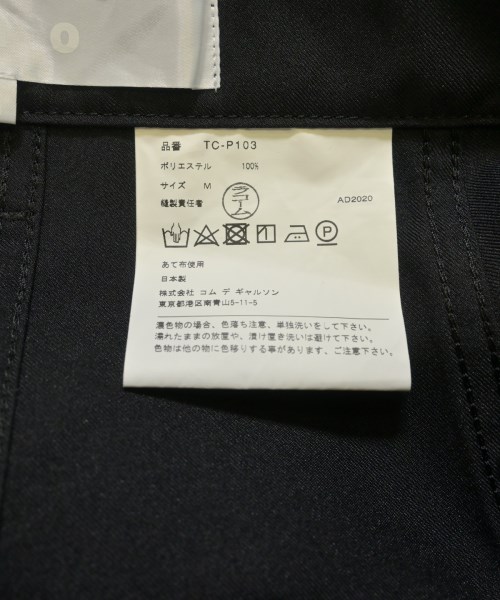 品番 TC-P103
ポリエステル 100%
サイズ M
縫製責任者
AD2020
P
あて布使用
日本製
株式会社 コム デ ギャルソン
東京都港区南青山5-11-5
濃色物の場合、色落ち注意、単独洗いをして下さい。
濡れたままの放置や、漬け置き洗いは避けて下さい。
色物は他の物に色移りする事があります、ご注意下さい。